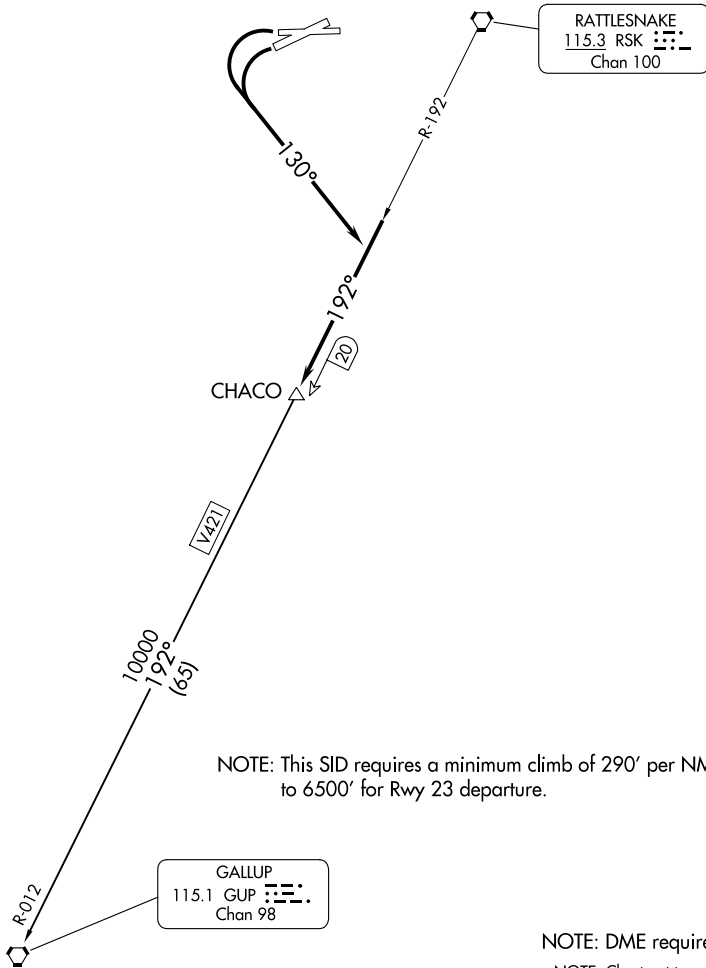 RATTLESNAKE
115.3 RSK
Chan 100
R-192
130°
192°
20
CHACO
V421
10000
192°
(65)
NOTE: This SID requires a minimum climb of 290' per NM
to 6500' for Rwy 23 departure.
GALLUP
115.1 GUP
Chan 98
R-012
NOTE: DME require